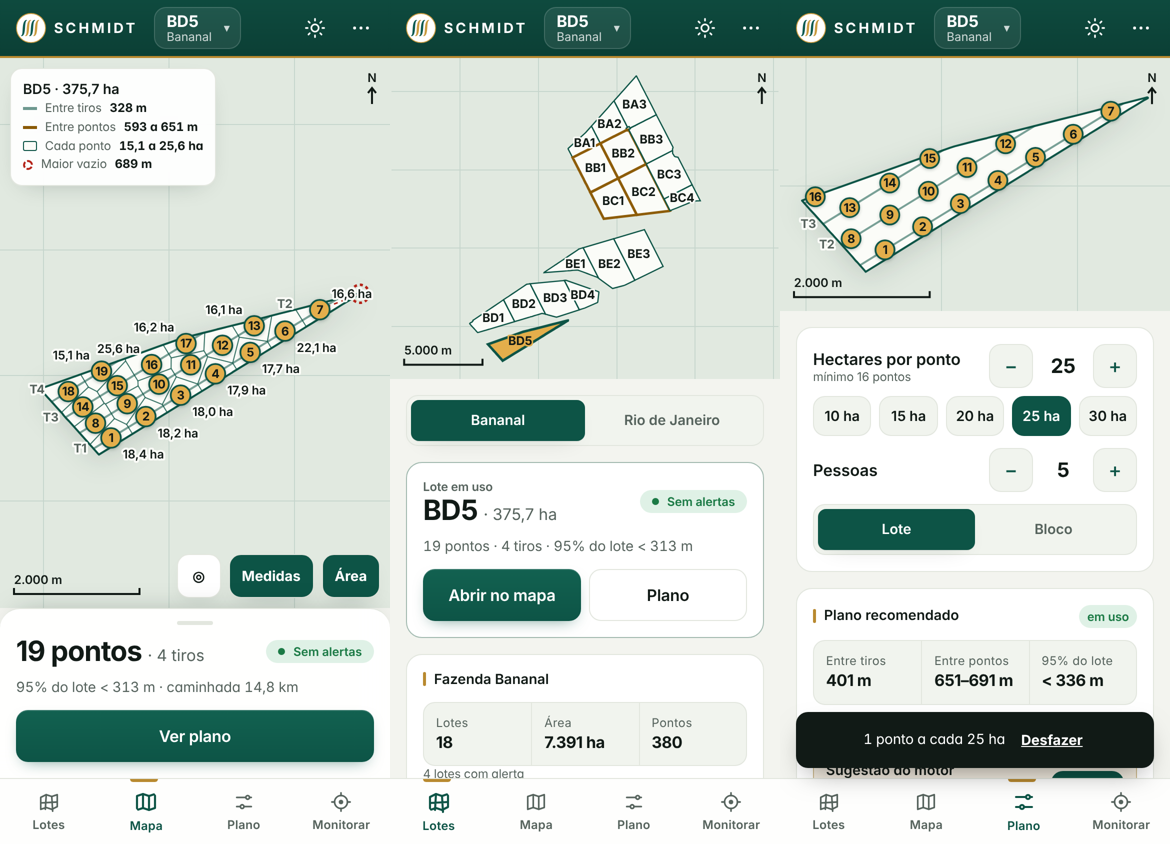 SCHMIDT
BD5
Bananal
BD5 · 375,7 ha
Entre tiros 328 m
Entre pontos 593 a 651 m
Cada ponto 15,1 a 25,6 ha
Maior vazio 689 m
N
16,6 ha
T2
16,1 ha
7
13
16,2 ha
6
17
12
22,1 ha
25,6 ha
15,1 ha
5
16
11
17,7 ha
19
4
15
10
17,9 ha
T4
18
3
9
14
18,0 ha
T3
2
8
18,2 ha
1
T1
18,4 ha
2.000 m
◎
Medidas
Área
19 pontos · 4 tiros
Sem alertas
95% do lote < 313 m · caminhada 14,8 km
Ver plano
Lotes
Mapa
Plano
Monitorar
SCHMIDT
BD5
Bananal
N
BA3
BA2
BA1
BB3
BB2
BB1
BC3
BC2
BC4
BC1
BE3
BE1
BE2
BD4
BD3
BD2
BD1
BD5
5.000 m
Bananal
Rio de Janeiro
Lote em uso
BD5 · 375,7 ha
Sem alertas
19 pontos · 4 tiros · 95% do lote < 313 m
Abrir no mapa
Plano
Fazenda Bananal
Lotes
18
Área
7.391 ha
Pontos
380
4 lotes com alerta
Lotes
Mapa
Plano
Monitorar
SCHMIDT
BD5
Bananal
N
7
6
12
5
15
11
4
14
10
16
3
13
9
T3
2
8
T2
1
2.000 m
Hectares por ponto
mínimo 16 pontos
−
25
+
10 ha
15 ha
20 ha
25 ha
30 ha
Pessoas
−
5
+
Lote
Bloco
Plano recomendado
em uso
Entre tiros
401 m
Entre pontos
651–691 m
95% do lote
< 336 m
1 ponto a cada 25 ha
Desfazer
Sugestão do motor
Lotes
Mapa
Plano
Monitorar